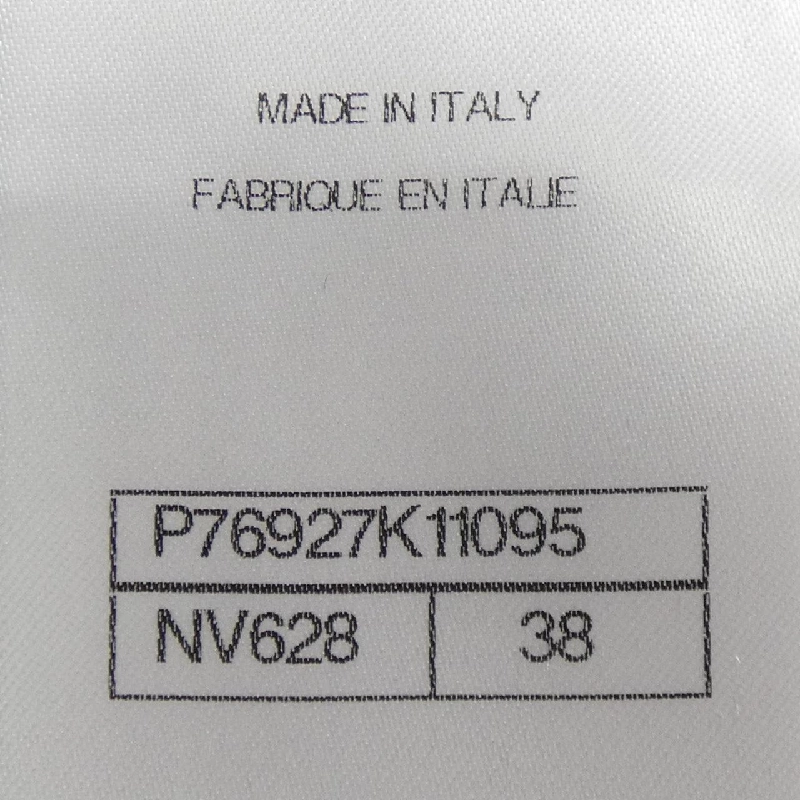 MADE IN ITALY
FABRIQUE EN ITALIE
P76927K11095
NV628 38